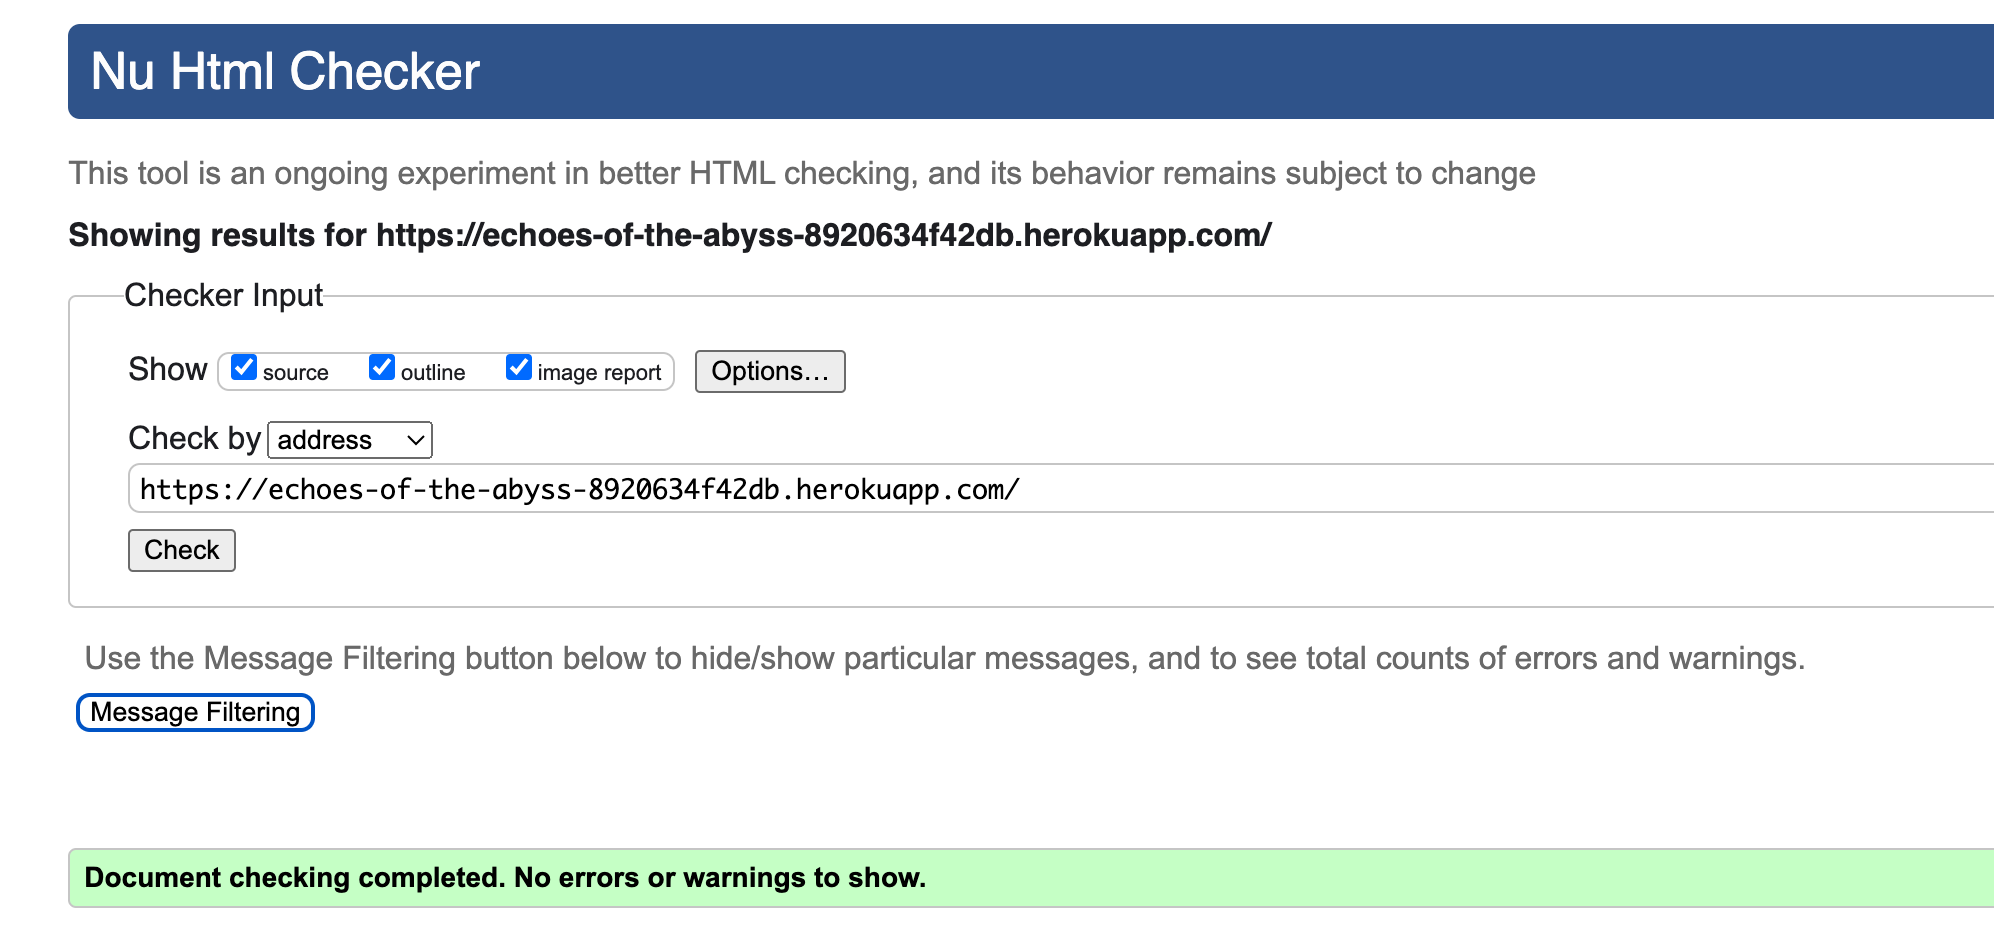 Nu Html Checker
This tool is an ongoing experiment in better HTML checking, and its behavior remains subject to change
Showing results for https://echoes-of-the-abyss-8920634f42db.herokuapp.com/
Checker Input
Show source outline image report Options…
Check by address
https://echoes-of-the-abyss-8920634f42db.herokuapp.com/
Check
Use the Message Filtering button below to hide/show particular messages, and to see total counts of errors and warnings.
Message Filtering
Document checking completed. No errors or warnings to show.